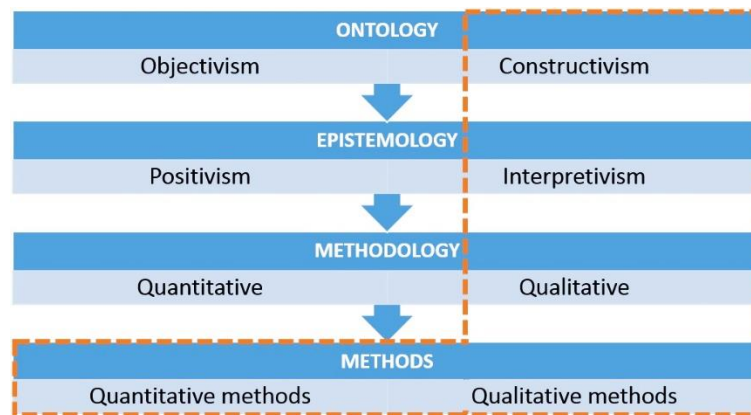 ONTOLOGY
Objectivism Constructivism
EPISTEMOLOGY
Positivism Interpretivism
METHODOLOGY
Quantitative Qualitative
METHODS
Quantitative methods Qualitative methods